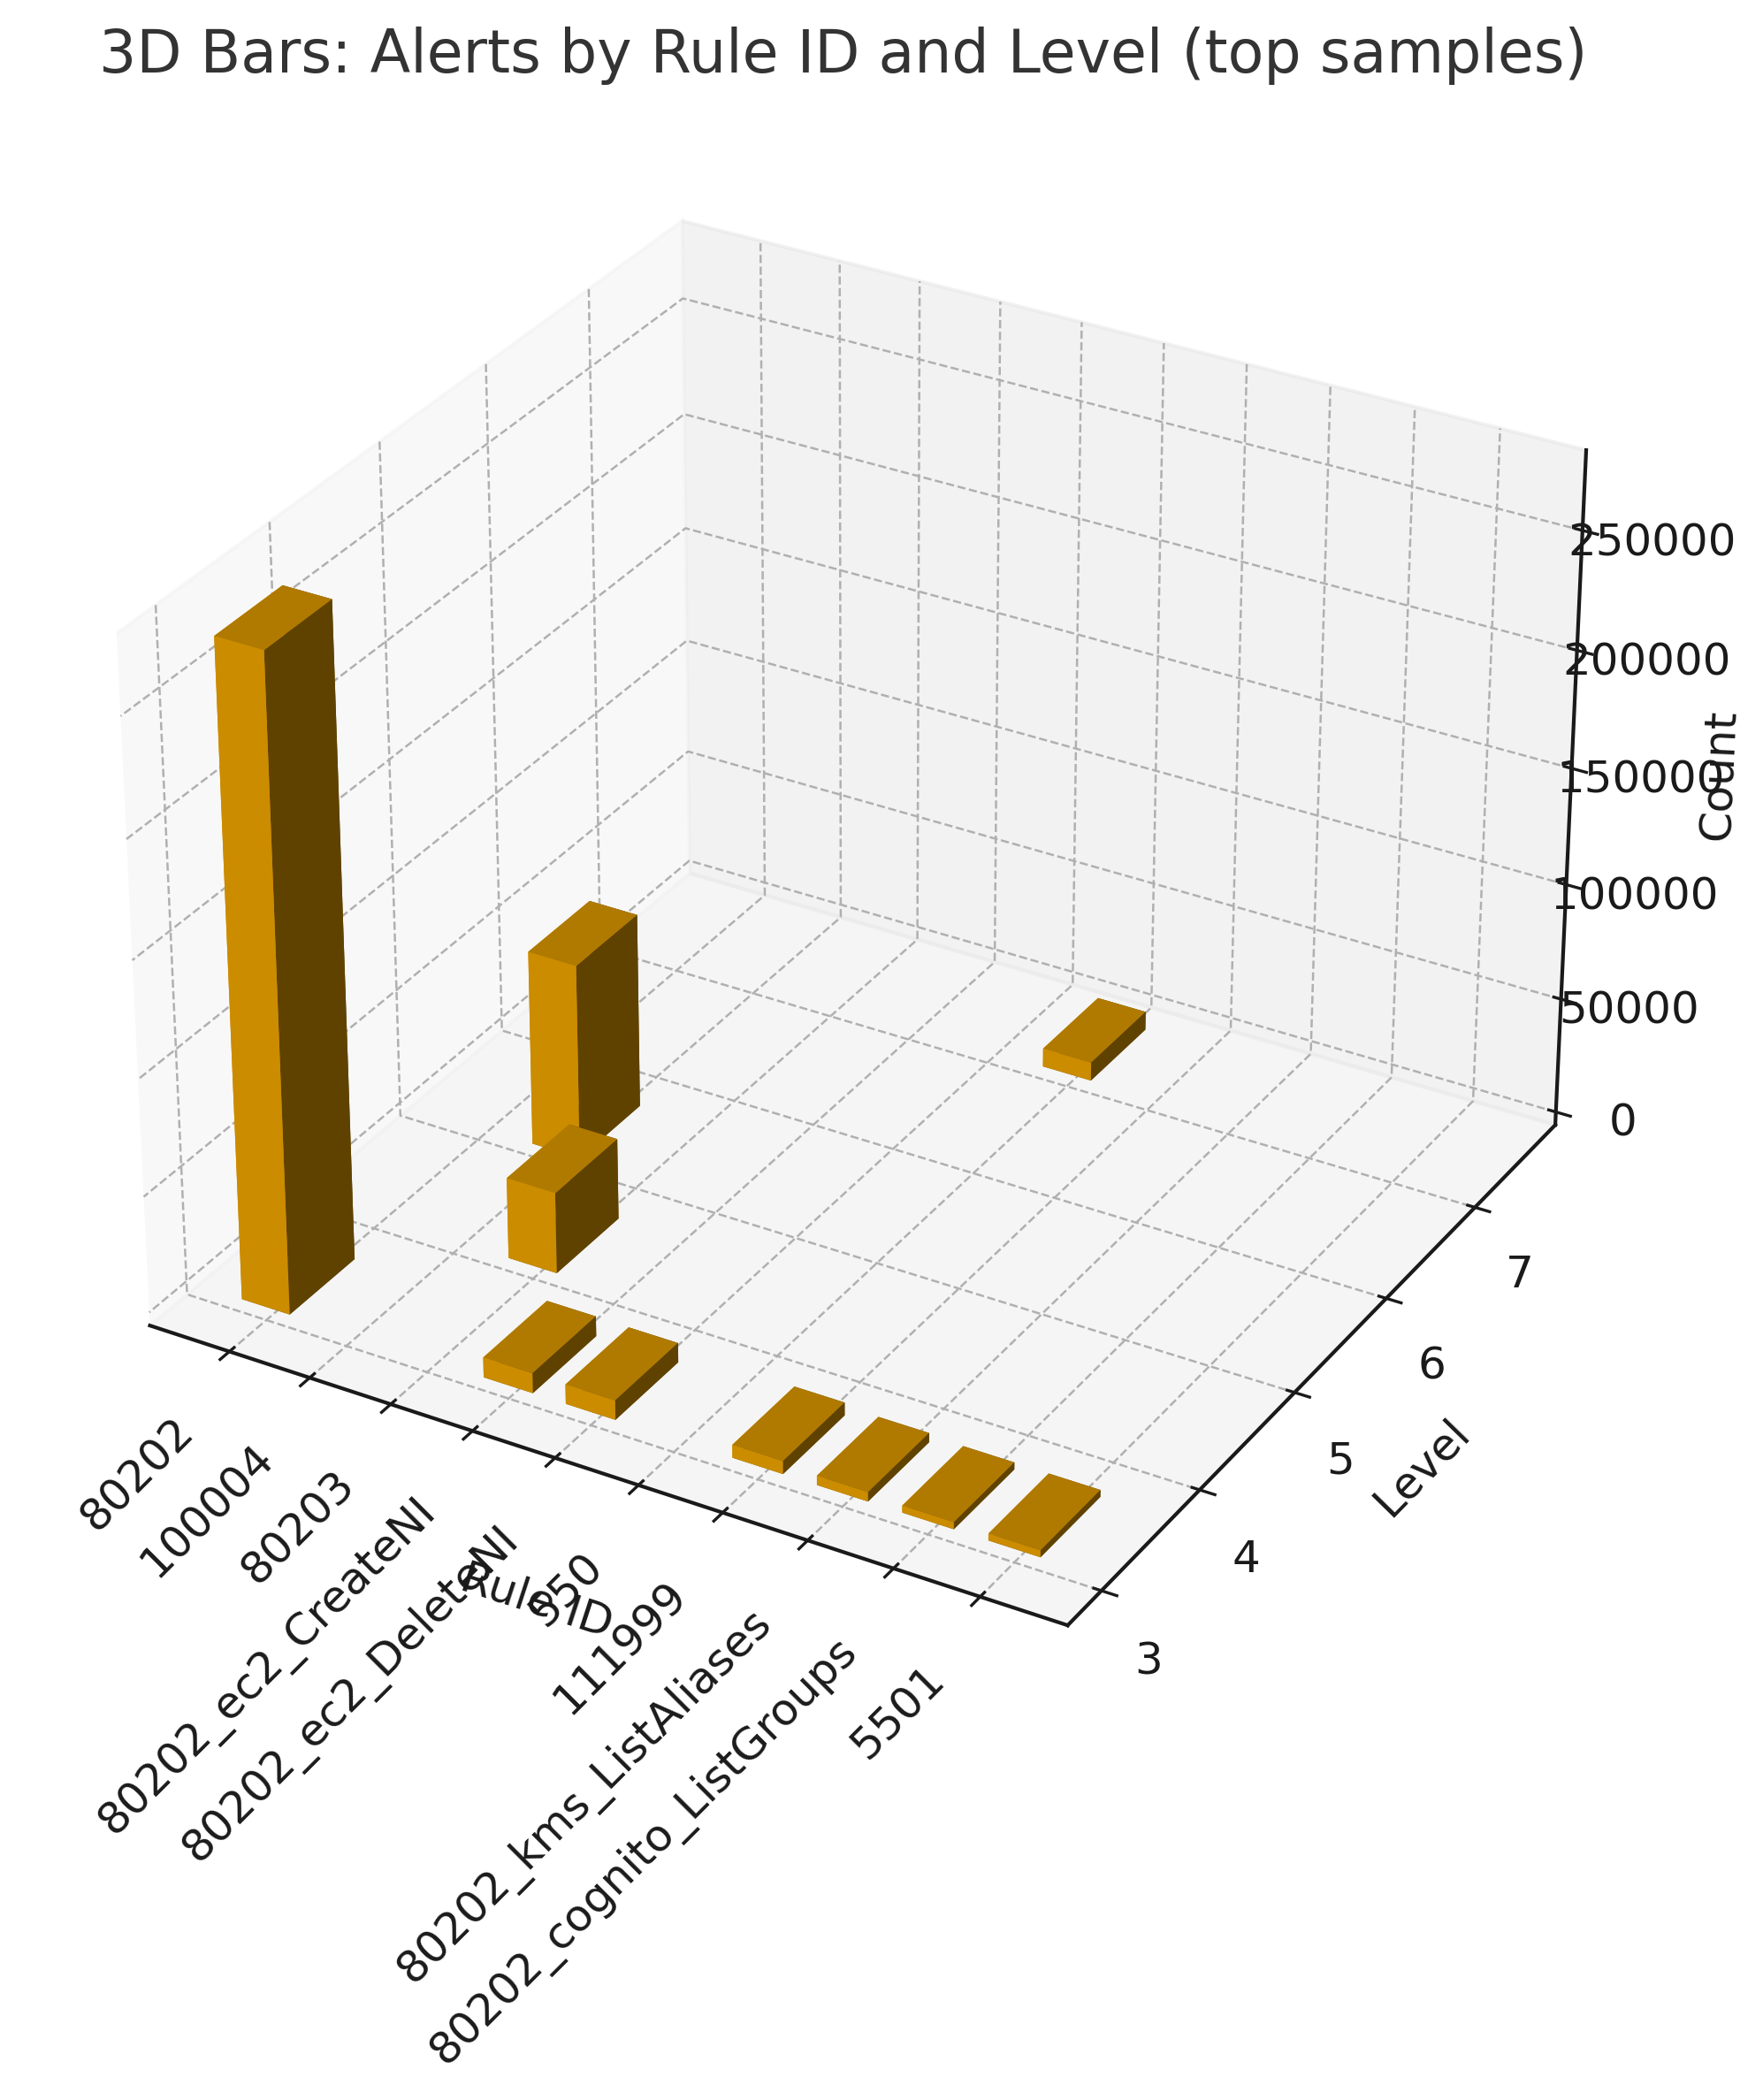 3D Bars: Alerts by Rule ID and Level (top samples)
250000
200000
150000
100000
50000
0
Count
7
6
5
4
3
Level
80202
100004
80203
80202_ec2_CreateNI
80202_ec2_DeleteNI
550
111999
80202_kms_ListAliases
80202_cognito_ListGroups
5501
Rule ID